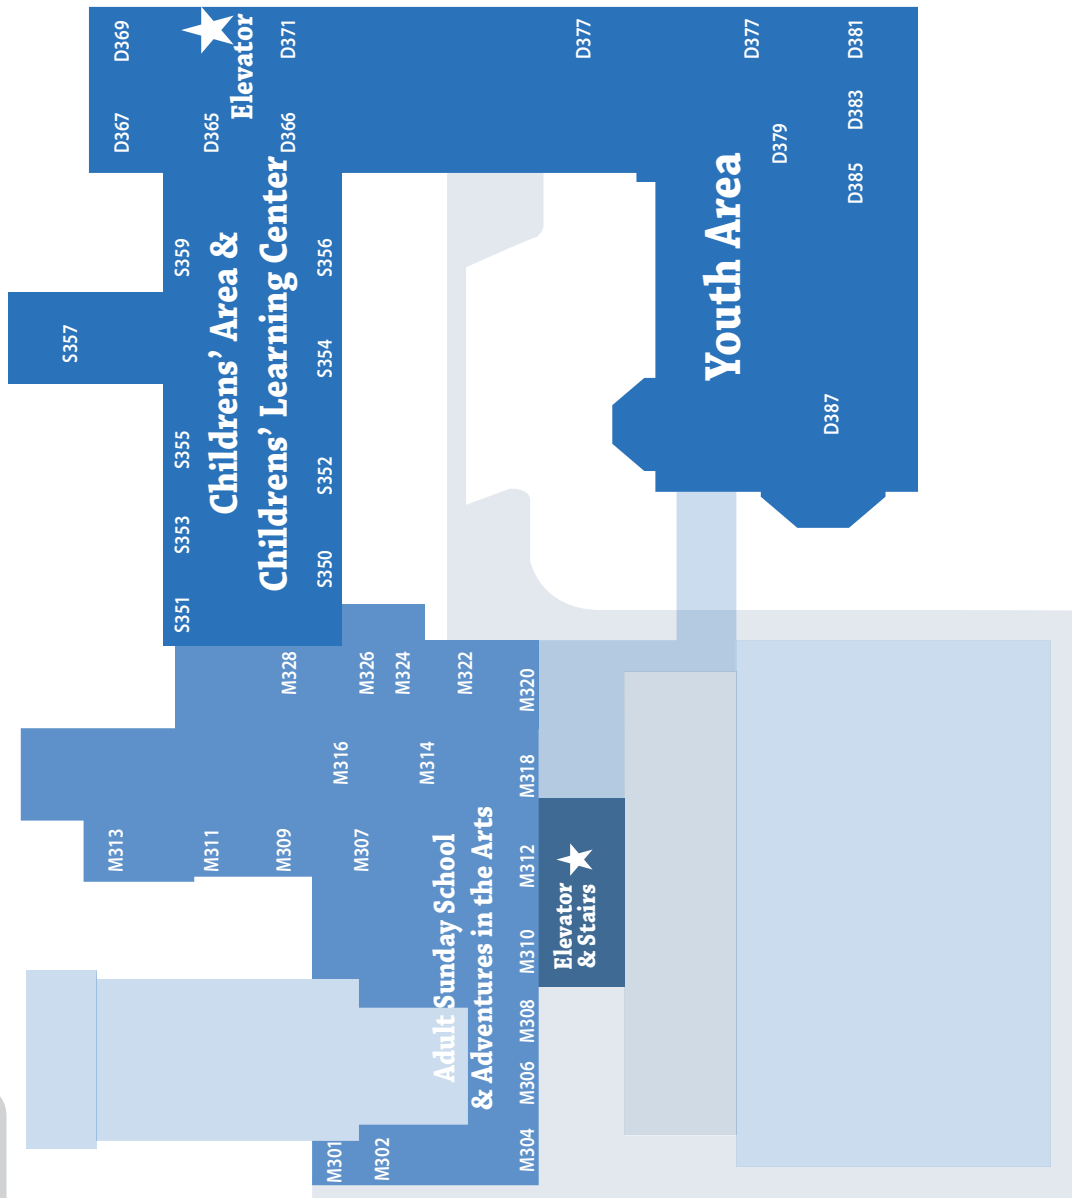 D369
D367
Elevator
D365
D371
D366
D377
D377
D381
D383
D379
D385
Youth Area
D387
S359
S357
S355
S353
S351
Childrens’ Area &
Childrens’ Learning Center
S356
S354
S352
S350
M328
M326
M324
M322
M320
M316
M314
M318
M313
M311
M309
M307
M312
M310
M308
M306
M304
M301
M302
Adult Sunday School
& Adventures in the Arts
Elevator
& Stairs